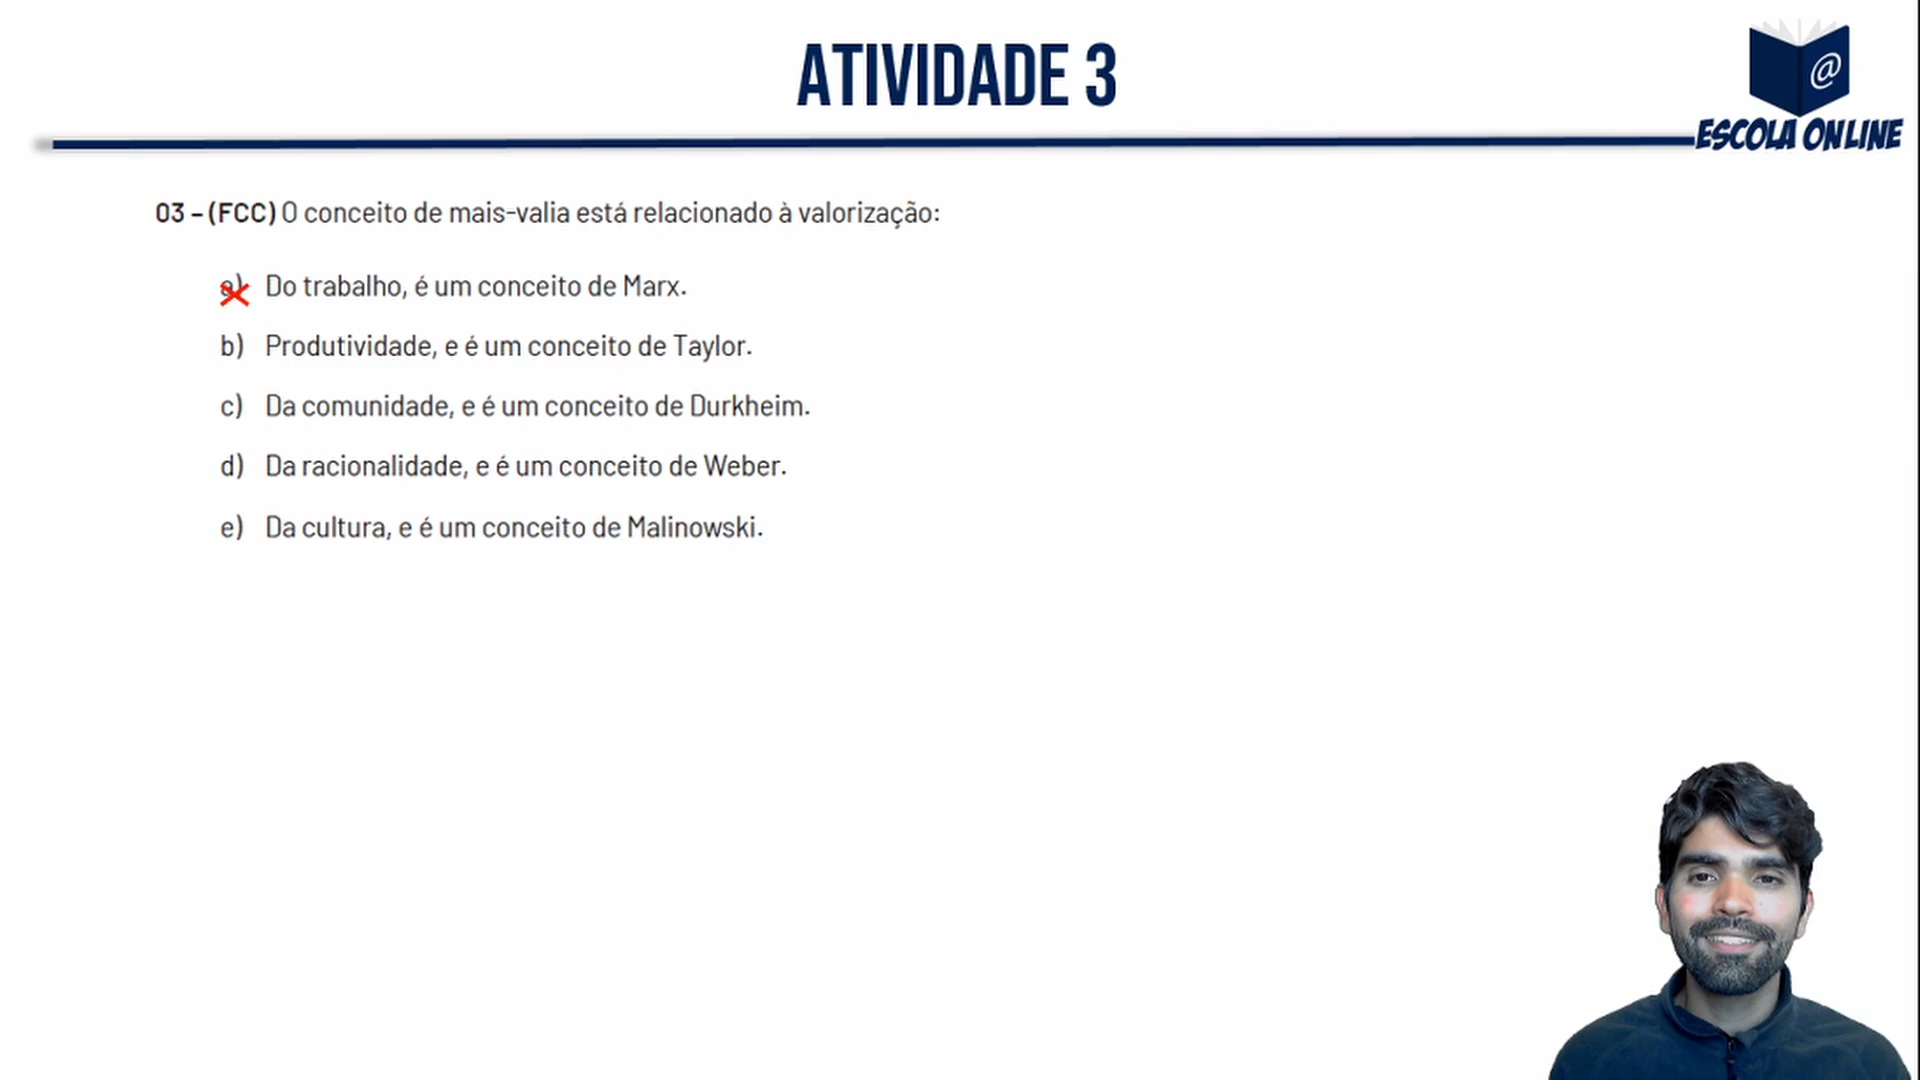 ATIVIDADE 3
@
ESCOLA ONLINE
03 – (FCC) O conceito de mais-valia está relacionado à valorização:
a) Do trabalho, é um conceito de Marx.
b) Produtividade, e é um conceito de Taylor.
c) Da comunidade, e é um conceito de Durkheim.
d) Da racionalidade, e é um conceito de Weber.
e) Da cultura, e é um conceito de Malinowski.